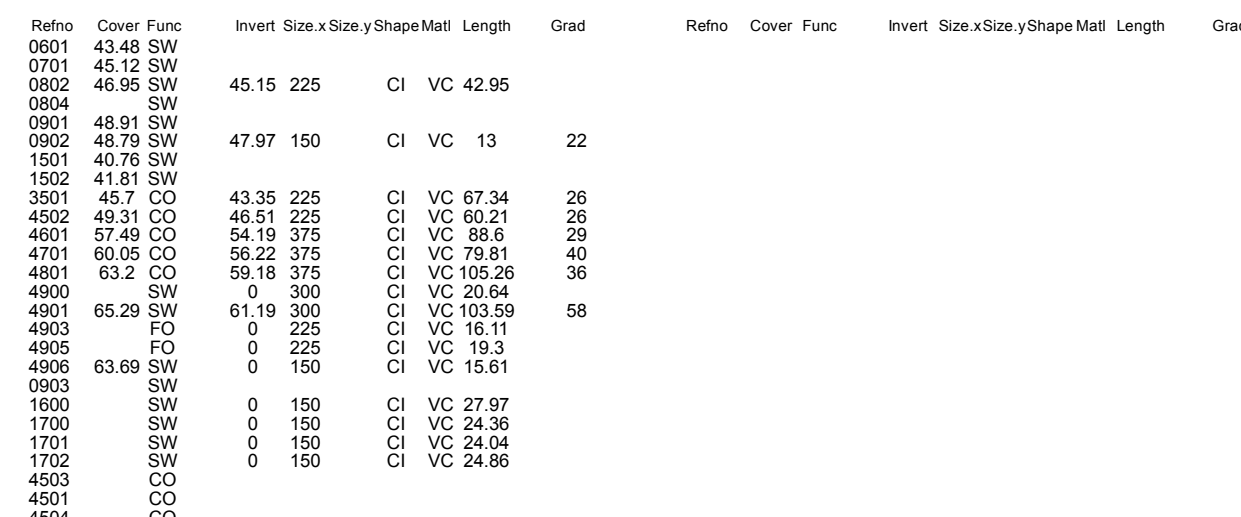 Refno Cover Func Invert Size.x Size.y Shape Matl Length Grad Refno Cover Func Invert Size.x Size.y Shape Matl Length Grad
0601 43.48 SW
0701 45.12 SW
0802 46.95 SW 45.15 225 CI VC 42.95
0804 SW
0901 48.91 SW
0902 48.79 SW 47.97 150 CI VC 13 22
1501 40.76 SW
1502 41.81 SW
3501 45.7 CO 43.35 225 CI VC 67.34 26
4502 49.31 CO 46.51 225 CI VC 60.21 26
4601 57.49 CO 54.19 375 CI VC 88.6 29
4701 60.05 CO 56.22 375 CI VC 79.81 40
4801 63.2 CO 59.18 375 CI VC 105.26 36
4900 SW 0 300 CI VC 20.64
4901 65.29 SW 61.19 300 CI VC 103.59 58
4903 FO 0 225 CI VC 16.11
4905 FO 0 225 CI VC 19.3
4906 63.69 SW 0 150 CI VC 15.61
0903 SW
1600 SW 0 150 CI VC 27.97
1700 SW 0 150 CI VC 24.36
1701 SW 0 150 CI VC 24.04
1702 SW 0 150 CI VC 24.86
4503 CO
4501 CO
4504 CO